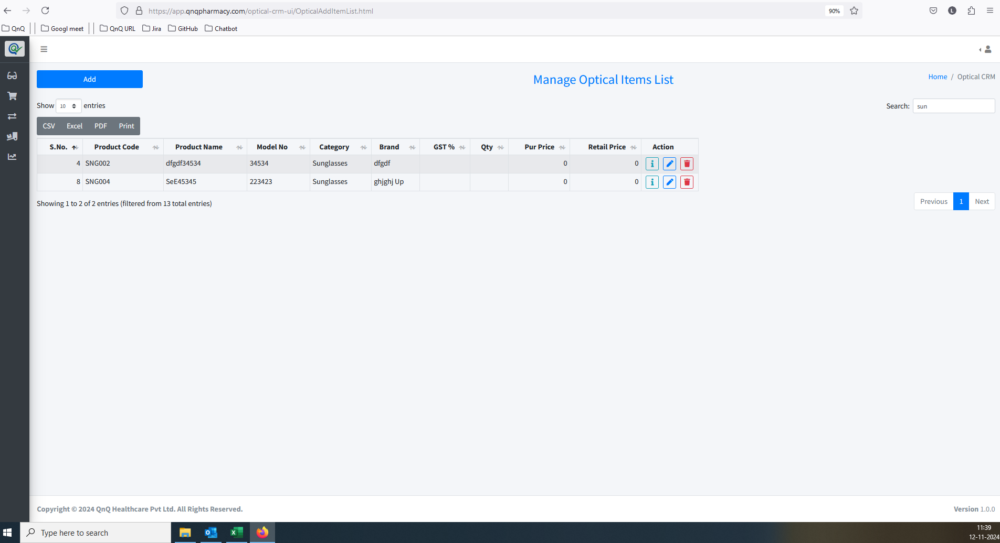 https://app.qnqpharmacy.com/optical-crm-ui/OpticalAddItemList.html 90% L
QnQ Googl meet QnQ URL Jira GitHub Chatbot
Add
Manage Optical Items List
Home / Optical CRM
Show 10 entries
Search: sun
CSV Excel PDF Print
S.No. Product Code Product Name Model No Category Brand GST % Qty Pur Price Retail Price Action
4 SNG002 dfgdf34534 34534 Sunglasses dfgdf 0 0
8 SNG004 SeE45345 223423 Sunglasses ghjghj Up 0 0
Showing 1 to 2 of 2 entries (filtered from 13 total entries)
Previous 1 Next
Copyright © 2024 QnQ Healthcare Pvt Ltd. All Rights Reserved.
Version 1.0.0
Type here to search
11:39
12-11-2024